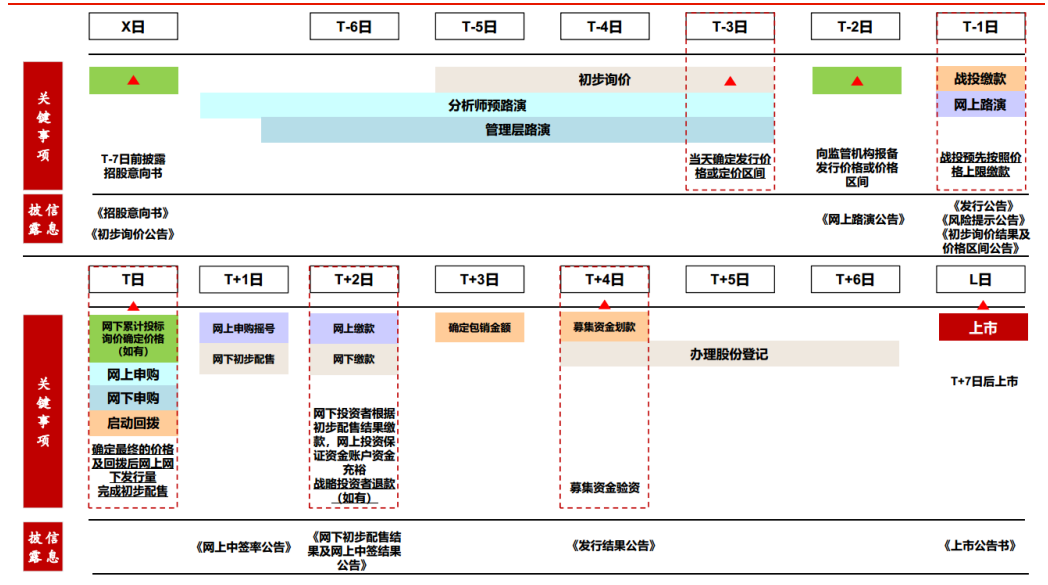 X日
T-6日
T-5日
T-4日
T-3日
T-2日
T-1日
关键事项
初步询价
战投缴款
分析师预路演
网上路演
管理层路演
T-7日前披露
招股意向书
当天确定发行价
格或定价区间
向监管机构报备
发行价格或价格
区间
战投预先按照价
格上限缴款
披信
露息
《招股意向书》
《初步询价公告》
《网上路演公告》
《发行公告》
《风险提示公告》
《初步询价结果及
价格区间公告》
T日
T+1日
T+2日
T+3日
T+4日
T+5日
T+6日
L日
关键事项
网下累计投标
询价确定价格
（如有）
网上申购
网下申购
启动回拨
确定最终的价格
及回拨后网上网
下发行量
完成初步配售
网上申购摇号
网下初步配售
网上缴款
网下缴款
网下投资者根据
初步配售结果缴
款，网上投资保
证资金账户资金
充裕
战略投资者退款
（如有）
确定包销金额
募集资金划款
办理股份登记
募集资金验资
上市
T+7日后上市
披信
露息
《网上中签率公告》
《网下初步配售结
果及网上中签结果
公告》
《发行结果公告》
《上市公告书》